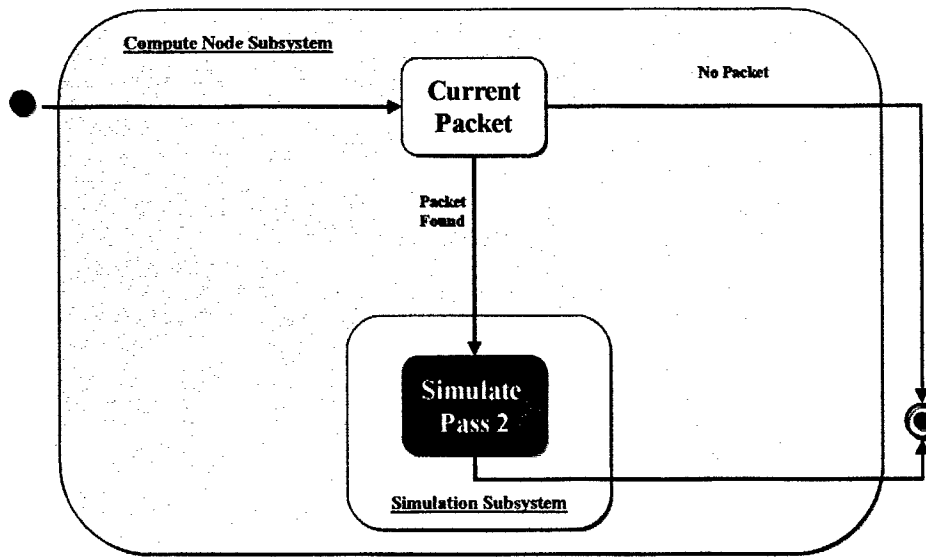 Compute Node Subsystem
No Packet
Current
Packet
Packet
Found
Simulate
Pass 2
Simulation Subsystem